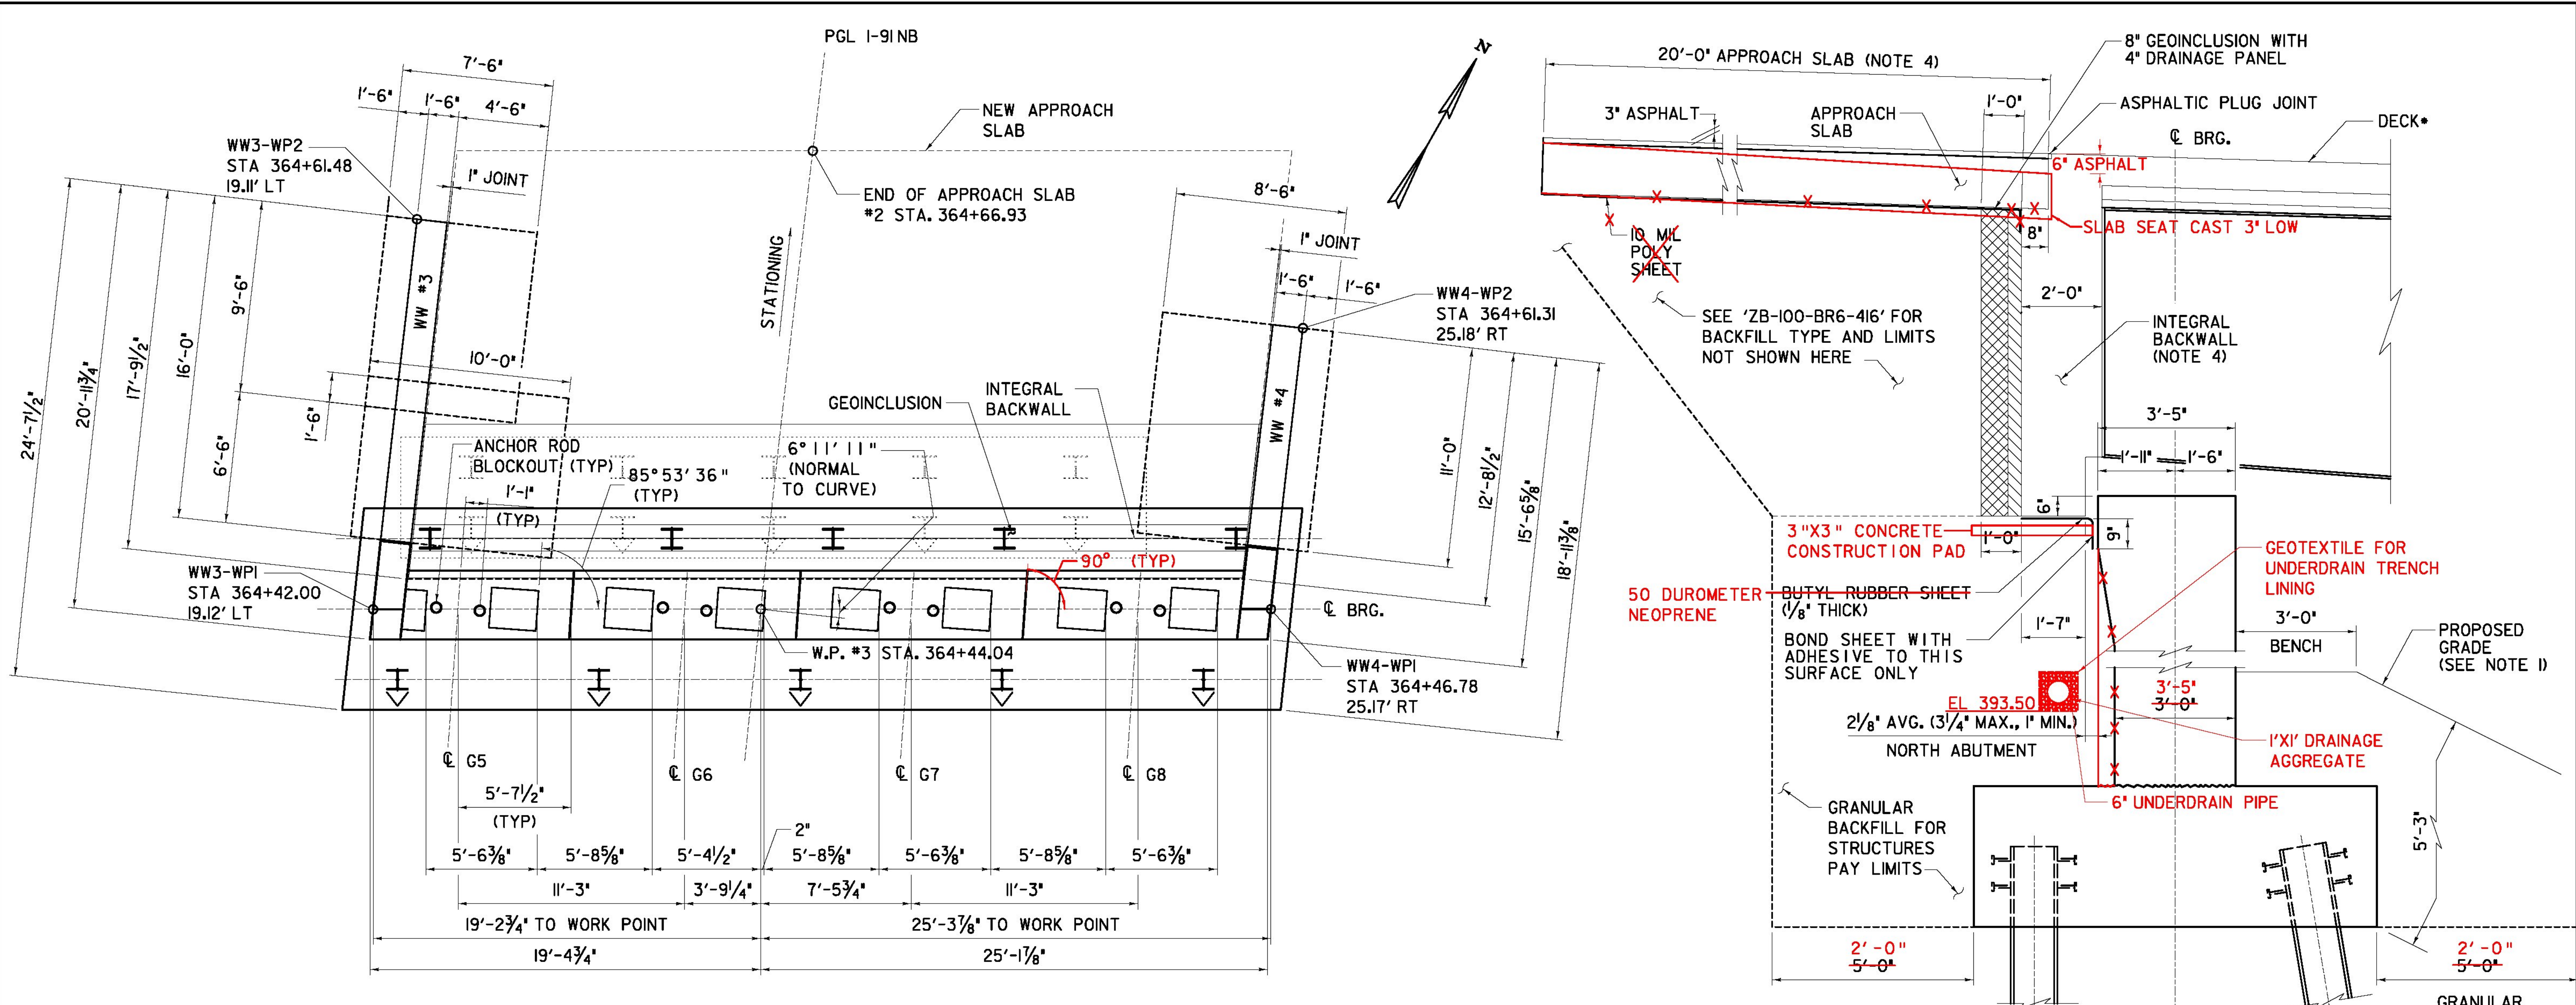 PGL I-91 NB
7'-6"
1'-6"
1'-6"
4'-6"
WW3-WP2
STA 364+61.48
19.11' LT
1" JOINT
NEW APPROACH
SLAB
END OF APPROACH SLAB
#2 STA. 364+66.93
N
8'-6"
1" JOINT
1'-6"
1'-6"
WW4-WP2
STA 364+61.31
25.18' RT
STATIONING
WW #3
WW #4
24'-7 1/2"
20'-11 3/4"
17'-9 1/2"
16'-0"
9'-6"
10'-0"
1'-6"
6'-6"
ANCHOR ROD
BLOCKOUT (TYP)
1'-1"
(TYP)
85°53'36"
(TYP)
6°11'11"
(NORMAL
TO CURVE)
GEOINCLUSION
INTEGRAL
BACKWALL
90° (TYP)
11'-0"
12'-8 1/2"
15'-6 5/8"
18'-11 3/8"
WW3-WP1
STA 364+42.00
19.12' LT
℄ BRG.
W.P. #3 STA. 364+44.04
WW4-WP1
STA 364+46.78
25.17' RT
℄ G5
℄ G6
℄ G7
℄ G8
5'-7 1/2"
(TYP)
2"
5'-6 3/8"
5'-8 5/8"
5'-4 1/2"
5'-8 5/8"
5'-6 3/8"
5'-8 5/8"
5'-6 3/8"
11'-3"
3'-9 1/4"
7'-5 3/4"
11'-3"
19'-2 3/4" TO WORK POINT
25'-3 7/8" TO WORK POINT
19'-4 3/4"
25'-1 7/8"
20'-0" APPROACH SLAB (NOTE 4)
8" GEOINCLUSION WITH
4" DRAINAGE PANEL
1'-0"
ASPHALTIC PLUG JOINT
3" ASPHALT
APPROACH
SLAB
℄ BRG.
DECK*
6" ASPHALT
SLAB SEAT CAST 3" LOW
8"
10 MIL
POLY
SHEET
2'-0"
SEE 'ZB-100-BR6-416' FOR
BACKFILL TYPE AND LIMITS
NOT SHOWN HERE
INTEGRAL
BACKWALL
(NOTE 4)
3'-5"
1'-11"
1'-6"
6"
9"
3"X3" CONCRETE
CONSTRUCTION PAD
1'-0"
GEOTEXTILE FOR
UNDERDRAIN TRENCH
LINING
50 DUROMETER
NEOPRENE
BUTYL RUBBER SHEET
(1/8" THICK)
1'-7"
3'-0"
BENCH
PROPOSED
GRADE
(SEE NOTE 1)
BOND SHEET WITH
ADHESIVE TO THIS
SURFACE ONLY
EL 393.50
3'-5"
3'-0"
2 1/8" AVG. (3 1/4" MAX., 1" MIN.)
NORTH ABUTMENT
1'X1' DRAINAGE
AGGREGATE
6" UNDERDRAIN PIPE
GRANULAR
BACKFILL FOR
STRUCTURES
PAY LIMITS
5'-3"
2'-0"
5'-0"
2'-0"
5'-0"
GRANULAR